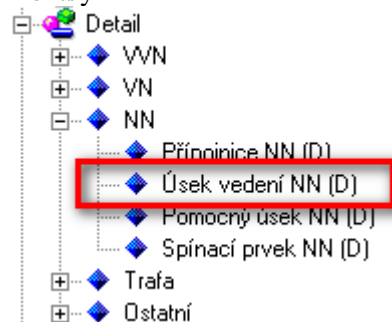 Detail
VVN
VN
NN
Přípojnice NN (D)
Úsek vedení NN (D)
Pomocný úsek NN (D)
Spínací prvek NN (D)
Trafa
Ostatní